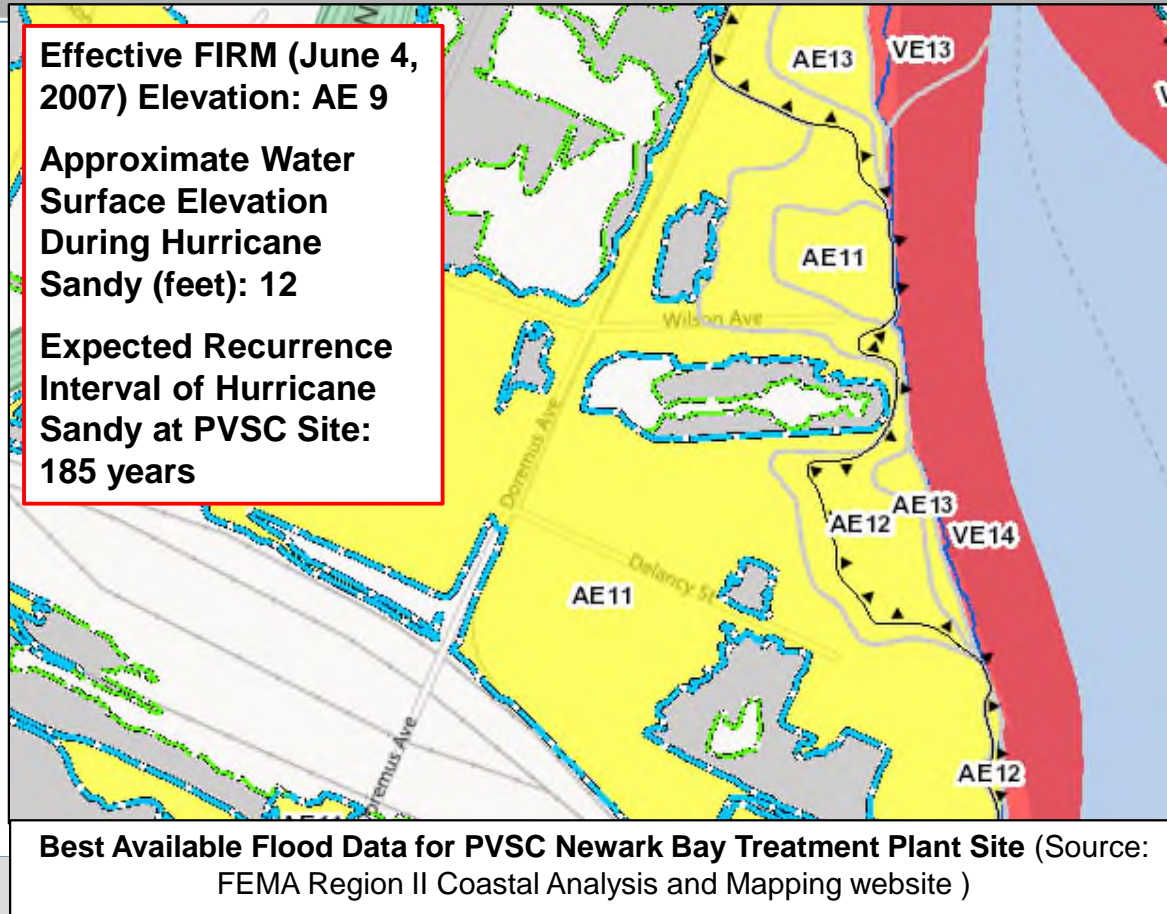 Effective FIRM (June 4,
2007) Elevation: AE 9
Approximate Water
Surface Elevation
During Hurricane
Sandy (feet): 12
Expected Recurrence
Interval of Hurricane
Sandy at PVSC Site:
185 years
AE13
VE13
AE11
Wilson Ave
Doremus Ave
AE12
AE13
VE14
Delancy St
AE11
AE12
Best Available Flood Data for PVSC Newark Bay Treatment Plant Site (Source:
FEMA Region II Coastal Analysis and Mapping website )